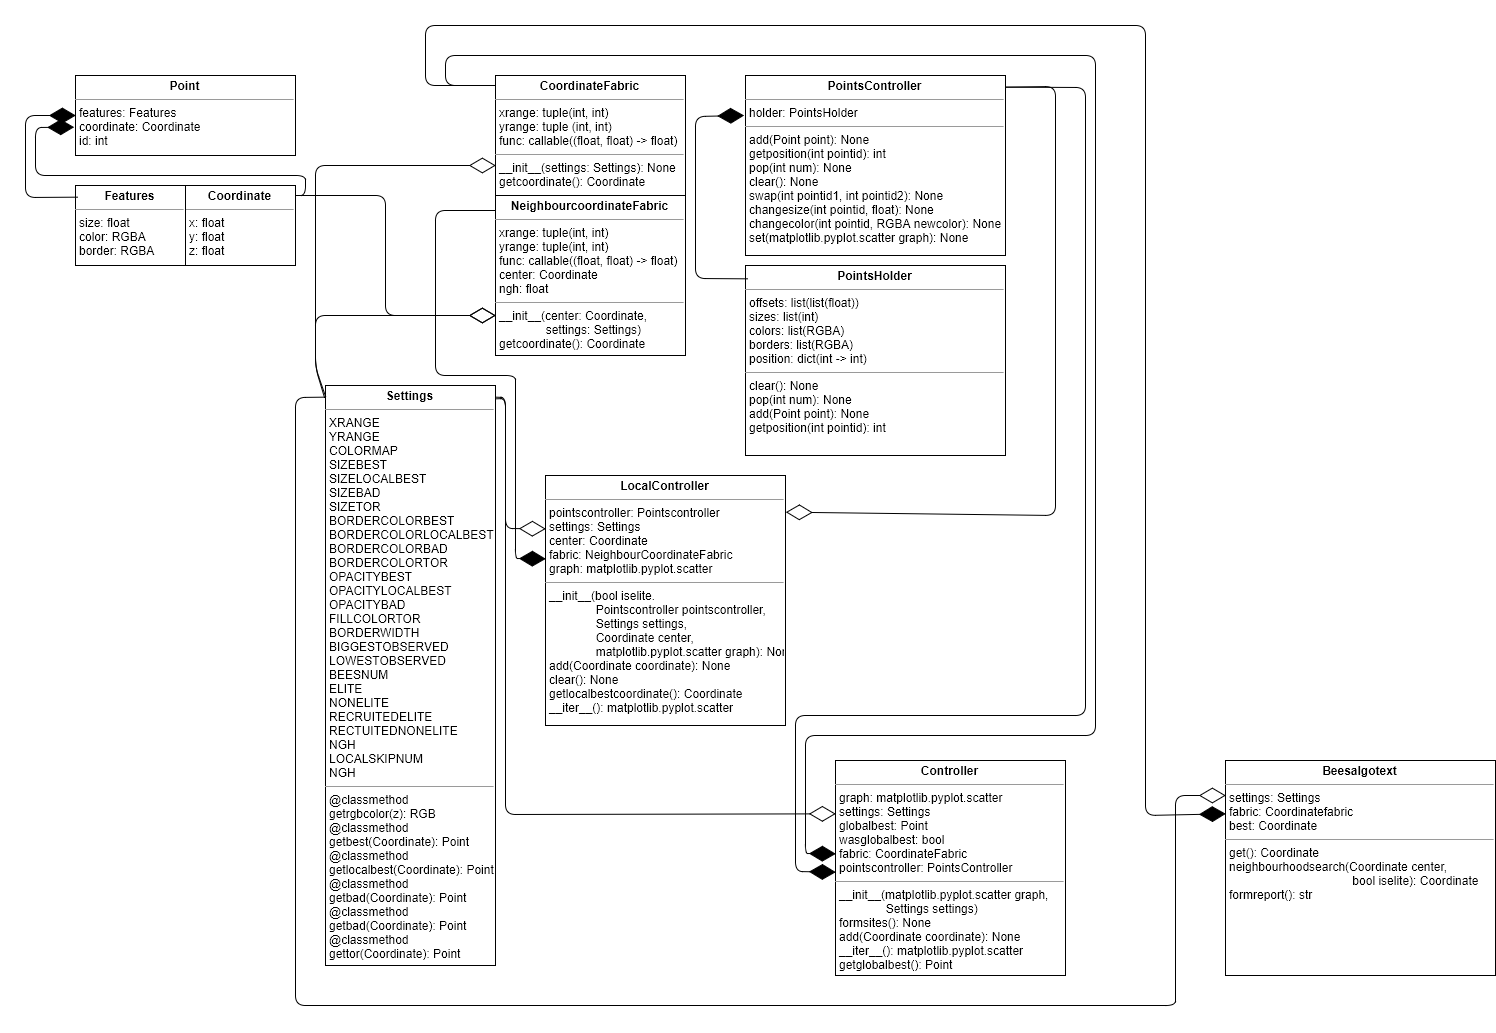 Point
features: Features
coordinate: Coordinate
id: int
Features
size: float
color: RGBA
border: RGBA
Coordinate
x: float
y: float
z: float
CoordinateFabric
xrange: tuple(int, int)
yrange: tuple (int, int)
func: callable((float, float) -> float)
__init__(settings: Settings): None
getcoordinate(): Coordinate
NeighbourcoordinateFabric
xrange: tuple(int, int)
yrange: tuple(int, int)
func: callable((float, float) -> float)
center: Coordinate
ngh: float
__init__(center: Coordinate,
settings: Settings)
getcoordinate(): Coordinate
PointsController
holder: PointsHolder
add(Point point): None
getposition(int pointid): int
pop(int num): None
clear(): None
swap(int pointid1, int pointid2): None
changesize(int pointid, float): None
changecolor(int pointid, RGBA newcolor): None
set(matplotlib.pyplot.scatter graph): None
PointsHolder
offsets: list(list(float))
sizes: list(int)
colors: list(RGBA)
borders: list(RGBA)
position: dict(int -> int)
clear(): None
pop(int num): None
add(Point point): None
getposition(int pointid): int
Settings
XRANGE
YRANGE
COLORMAP
SIZEBEST
SIZELOCALBEST
SIZEBAD
SIZETOR
BORDERCOLORBEST
BORDERCOLORLOCALBEST
BORDERCOLORBAD
BORDERCOLORTOR
OPACITYBEST
OPACITYLOCALBEST
OPACITYBAD
FILLCOLORTOR
BORDERWIDTH
BIGGESTOBSERVED
LOWESTOBSERVED
BEESNUM
ELITE
NONELITE
RECRUITEDELITE
RECTUITEDNONELITE
NGH
LOCALSKIPNUM
NGH
@classmethod
getrgbcolor(z): RGB
@classmethod
getbest(Coordinate): Point
@classmethod
getlocalbest(Coordinate): Point
@classmethod
getbad(Coordinate): Point
@classmethod
getbad(Coordinate): Point
@classmethod
gettor(Coordinate): Point
LocalController
pointscontroller: Pointscontroller
settings: Settings
center: Coordinate
fabric: NeighbourCoordinateFabric
graph: matplotlib.pyplot.scatter
__init__(bool iselite.
Pointscontroller pointscontroller,
Settings settings,
Coordinate center,
matplotlib.pyplot.scatter graph): Nor
add(Coordinate coordinate): None
clear(): None
getlocalbestcoordinate(): Coordinate
__iter__(): matplotlib.pyplot.scatter
Controller
graph: matplotlib.pyplot.scatter
settings: Settings
globalbest: Point
wasglobalbest: bool
fabric: CoordinateFabric
pointscontroller: PointsController
__init__(matplotlib.pyplot.scatter graph,
Settings settings)
formsites(): None
add(Coordinate coordinate): None
__iter__(): matplotlib.pyplot.scatter
getglobalbest(): Point
Beesalgotext
settings: Settings
fabric: Coordinatefabric
best: Coordinate
get(): Coordinate
neighbourhoodsearch(Coordinate center,
bool iselite): Coordinate
formreport(): str